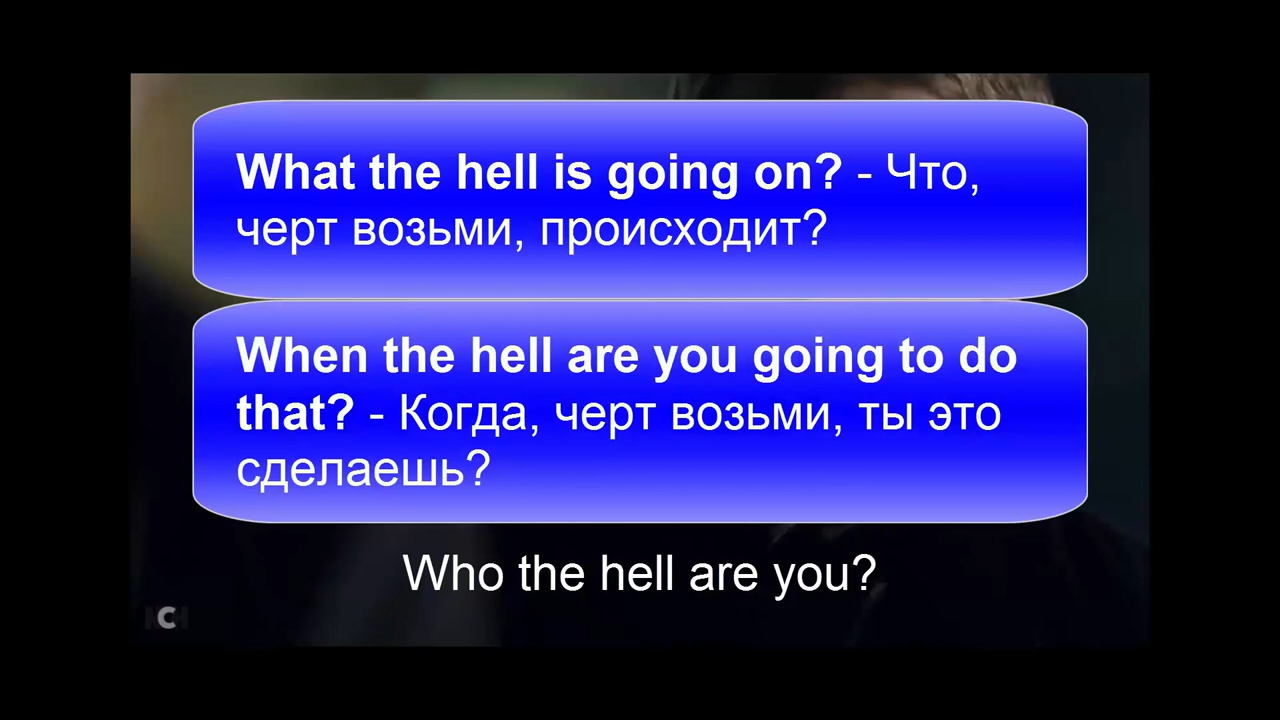 What the hell is going on? - Что,
черт возьми, происходит?
When the hell are you going to do
that? - Когда, черт возьми, ты это
сделаешь?
Who the hell are you?